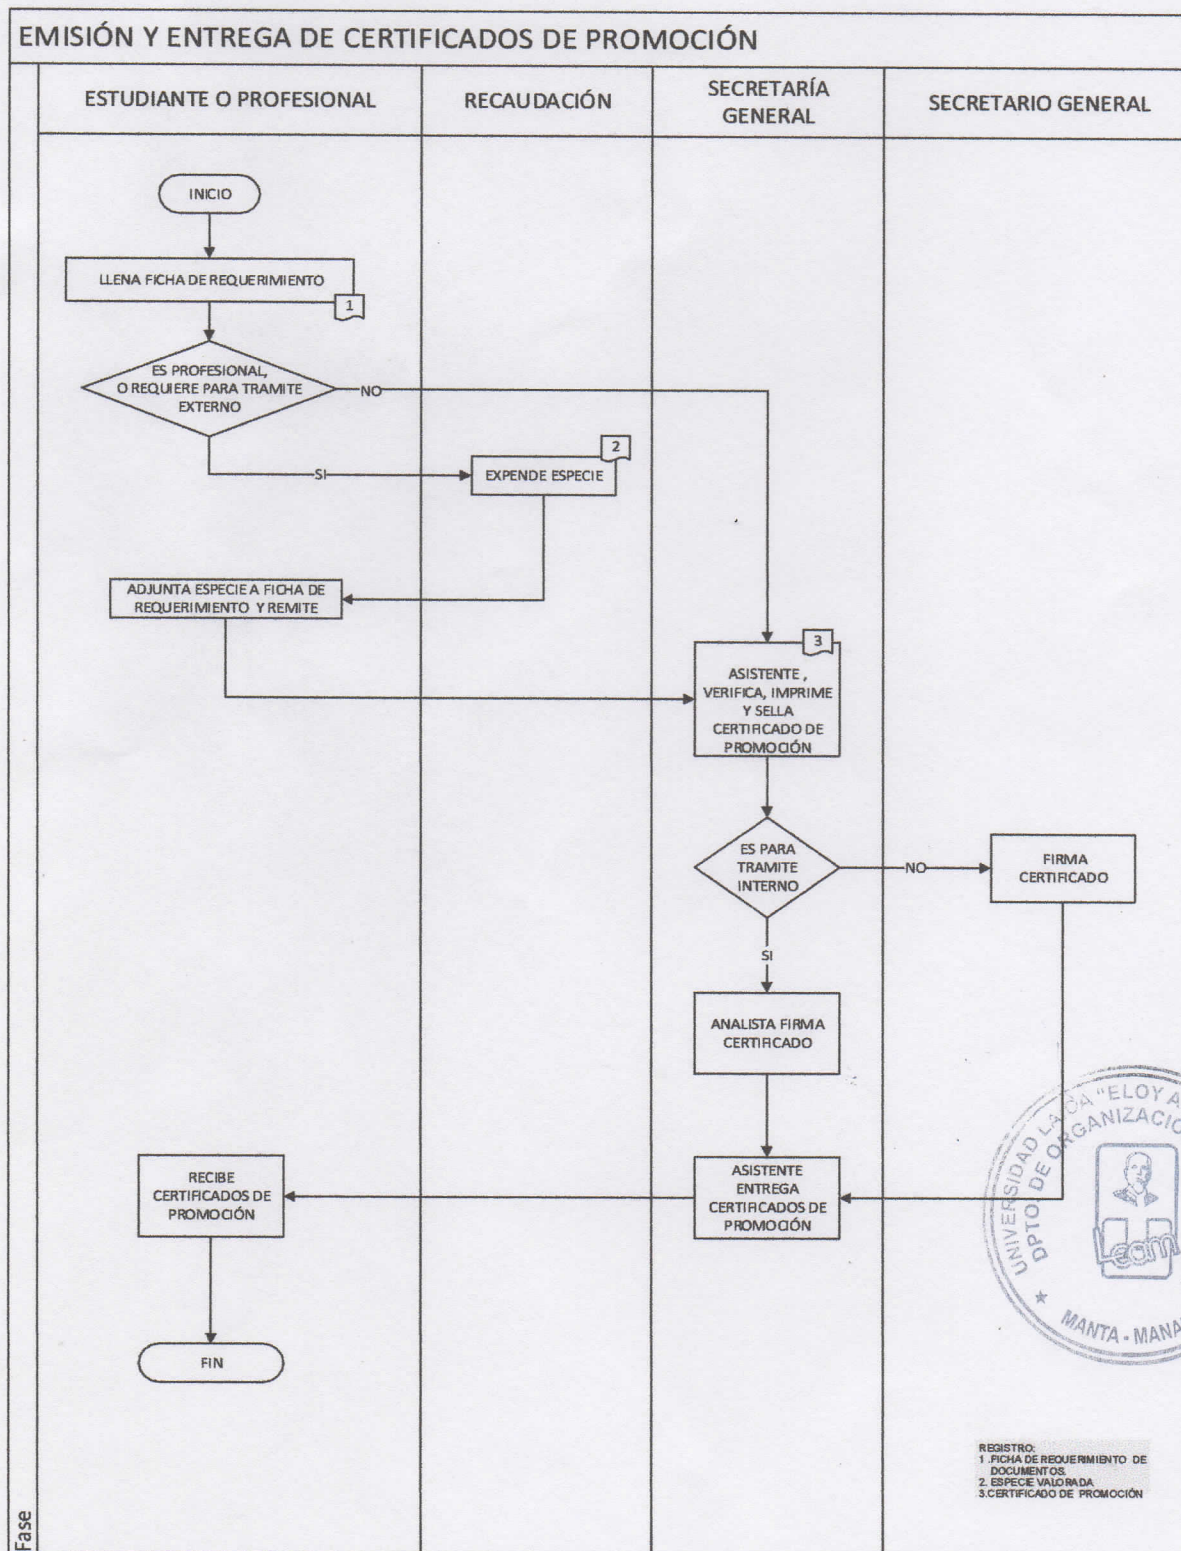 EMISIÓN Y ENTREGA DE CERTIFICADOS DE PROMOCIÓN
ESTUDIANTE O PROFESIONAL
RECAUDACIÓN
SECRETARÍA
GENERAL
SECRETARIO GENERAL
INICIO
LLENA FICHA DE REQUERIMIENTO
1
ES PROFESIONAL,
O REQUIERE PARA TRAMITE
EXTERNO
NO
SI
2
EXPENDE ESPECIE
ADJUNTA ESPECIE A FICHA DE
REQUERIMIENTO Y REMITE
3
ASISTENTE ,
VERIFICA, IMPRIME
Y SELLA
CERTIFICADO DE
PROMOCIÓN
ES PARA
TRAMITE
INTERNO
NO
FIRMA
CERTIFICADO
SI
ANALISTA FIRMA
CERTIFICADO
ASISTENTE
ENTREGA
CERTIFICADOS DE
PROMOCIÓN
RECIBE
CERTIFICADOS DE
PROMOCIÓN
FIN
UNIVERSIDAD LA CA "ELOY A
DPTO. DE ORGANIZACIO
Leam
★ MANTA - MANA
REGISTRO:
1 .FICHA DE REQUERIMIENTO DE
DOCUMENTOS.
2. ESPECIE VALORADA
3.CERTIFICADO DE PROMOCIÓN
Fase